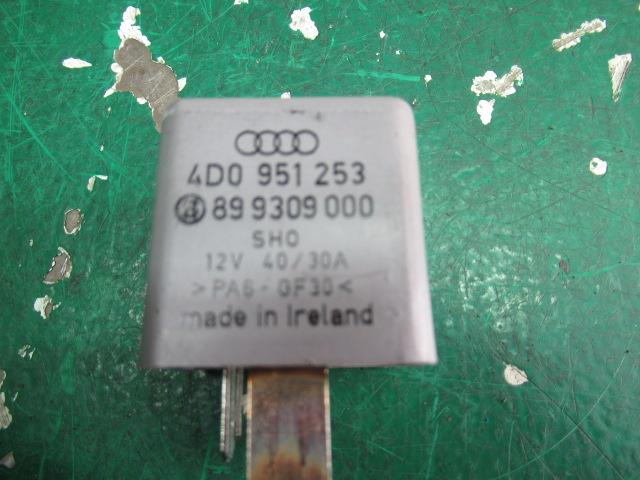 4D0 951 253
89 9309 000
SHO
12V 40/30A
>PA6-GF30<
made in Ireland